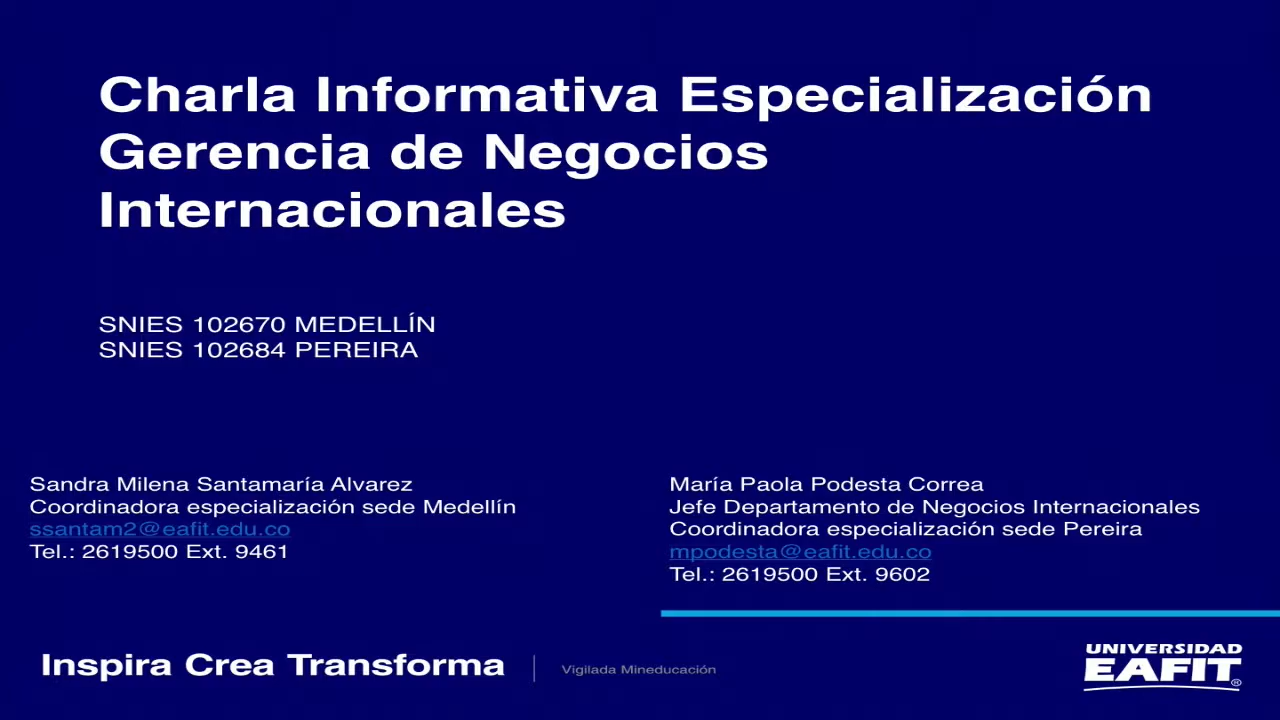 Charla Informativa Especialización
Gerencia de Negocios
Internacionales
SNIES 102670 MEDELLÍN
SNIES 102684 PEREIRA
Sandra Milena Santamaría Alvarez
Coordinadora especialización sede Medellín
ssantam2@eafit.edu.co
Tel.: 2619500 Ext. 9461
María Paola Podesta Correa
Jefe Departamento de Negocios Internacionales
Coordinadora especialización sede Pereira
mpodesta@eafit.edu.co
Tel.: 2619500 Ext. 9602
Inspira Crea Transforma
Vigilada Mineducación
UNIVERSIDAD
EAFIT®